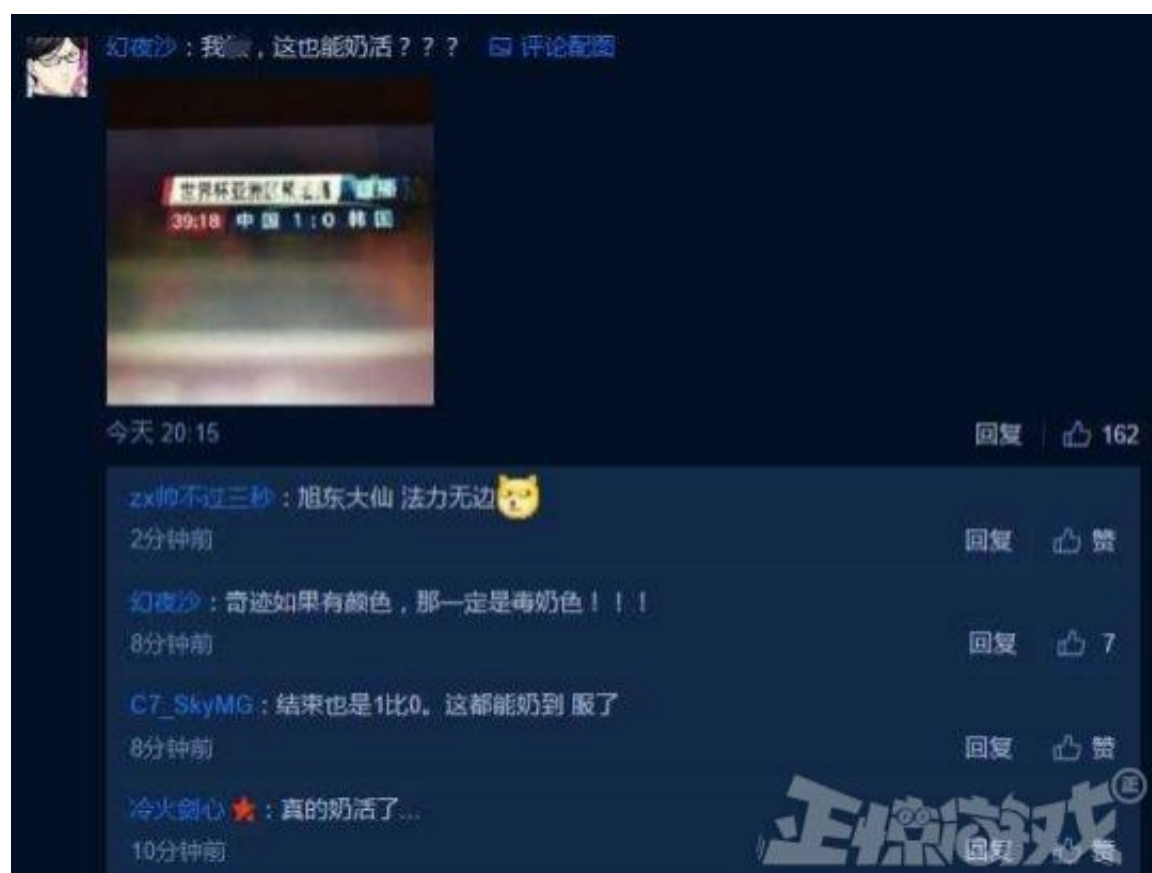 幻夜沙：我，这也能奶活？？？ 评论配图
世界杯亚洲区
39:18 中国 1:0 韩国
今天 20:15 回复 162
zx帅不过三秒：旭东大仙 法力无边
2分钟前 回复 赞
幻夜沙：奇迹如果有颜色，那一定是毒奶色！！！
8分钟前 回复 7
C7_SkyMG：结束也是1比0。这都能奶到 服了
8分钟前 回复 赞
冷火剑心：真的奶活了...
10分钟前 回复 赞
正惊游戏 正